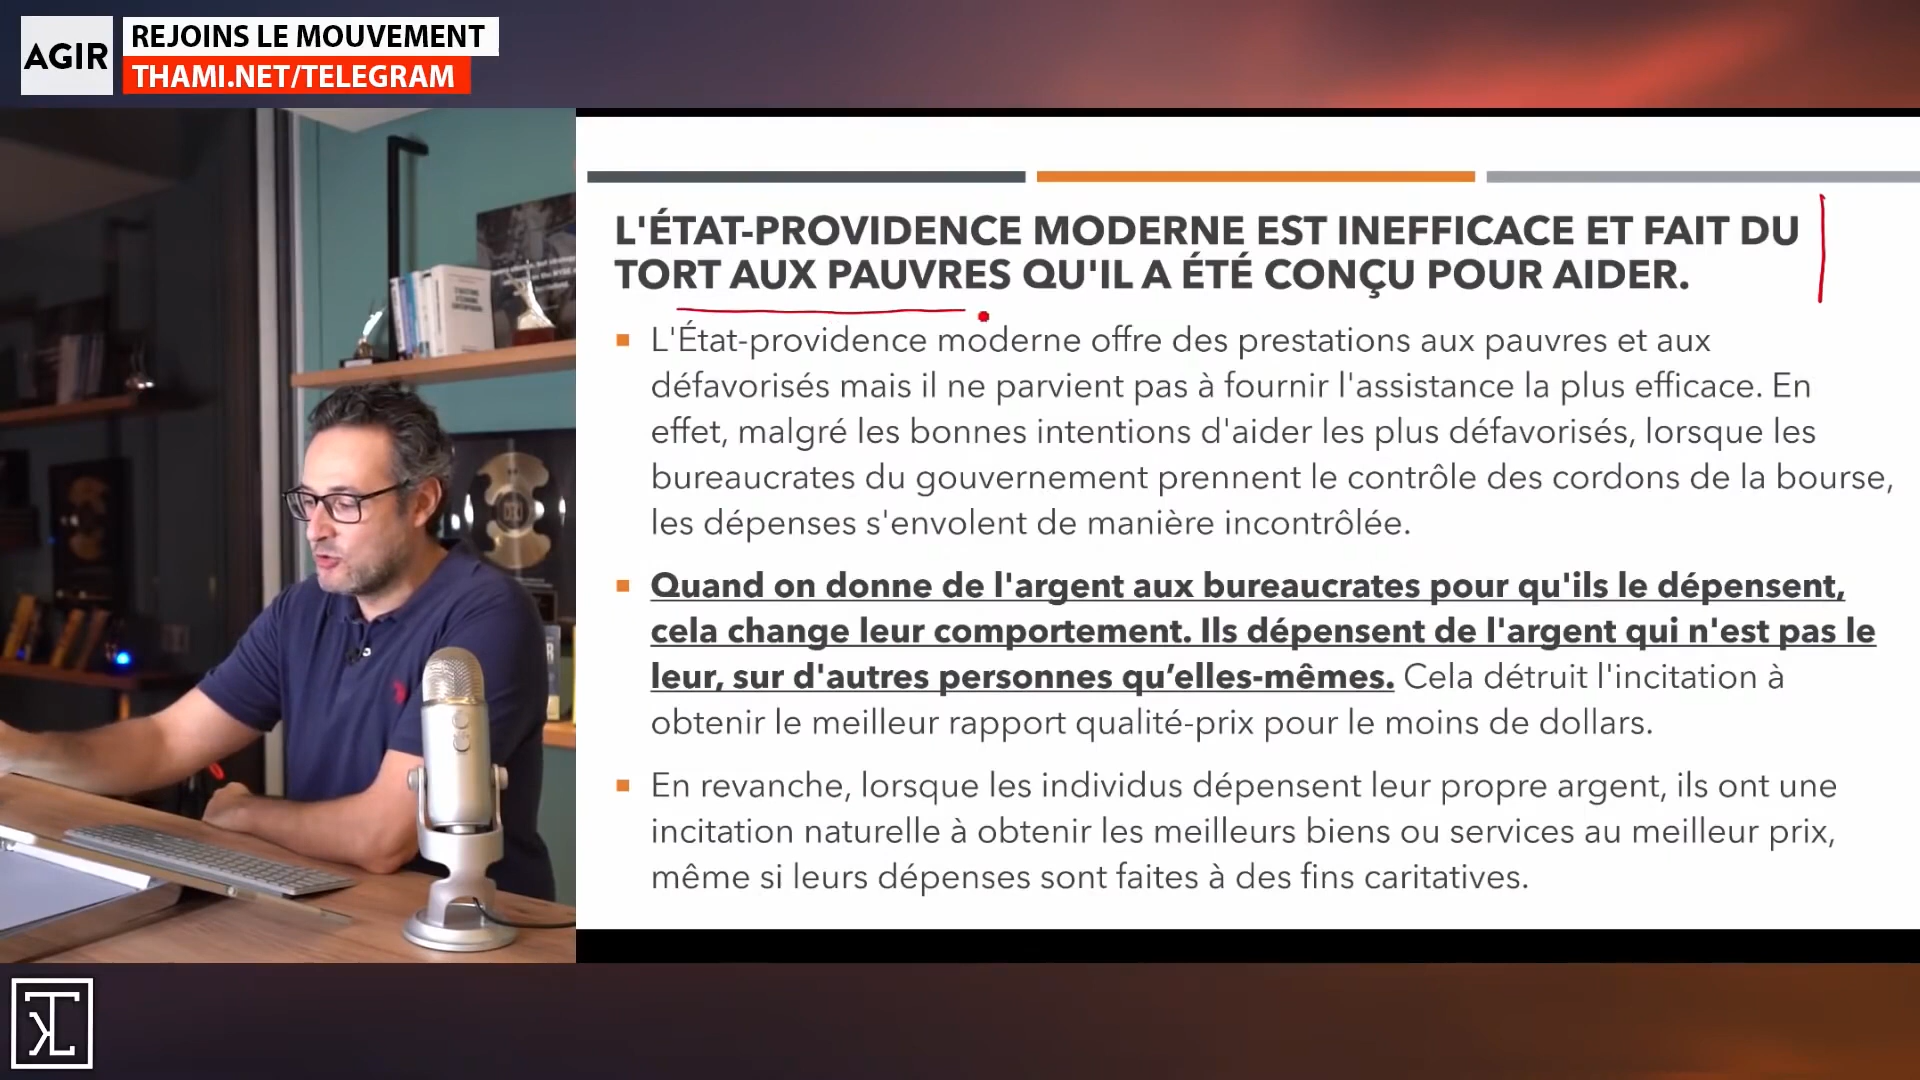 AGIR
REJOINS LE MOUVEMENT
THAMI.NET/TELEGRAM
L'ÉTAT-PROVIDENCE MODERNE EST INEFFICACE ET FAIT DU
TORT AUX PAUVRES QU'IL A ÉTÉ CONÇU POUR AIDER.
L'État-providence moderne offre des prestations aux pauvres et aux
défavorisés mais il ne parvient pas à fournir l'assistance la plus efficace. En
effet, malgré les bonnes intentions d'aider les plus défavorisés, lorsque les
bureaucrates du gouvernement prennent le contrôle des cordons de la bourse,
les dépenses s'envolent de manière incontrôlée.
Quand on donne de l'argent aux bureaucrates pour qu'ils le dépensent,
cela change leur comportement. Ils dépensent de l'argent qui n'est pas le
leur, sur d'autres personnes qu’elles-mêmes. Cela détruit l'incitation à
obtenir le meilleur rapport qualité-prix pour le moins de dollars.
En revanche, lorsque les individus dépensent leur propre argent, ils ont une
incitation naturelle à obtenir les meilleurs biens ou services au meilleur prix,
même si leurs dépenses sont faites à des fins caritatives.